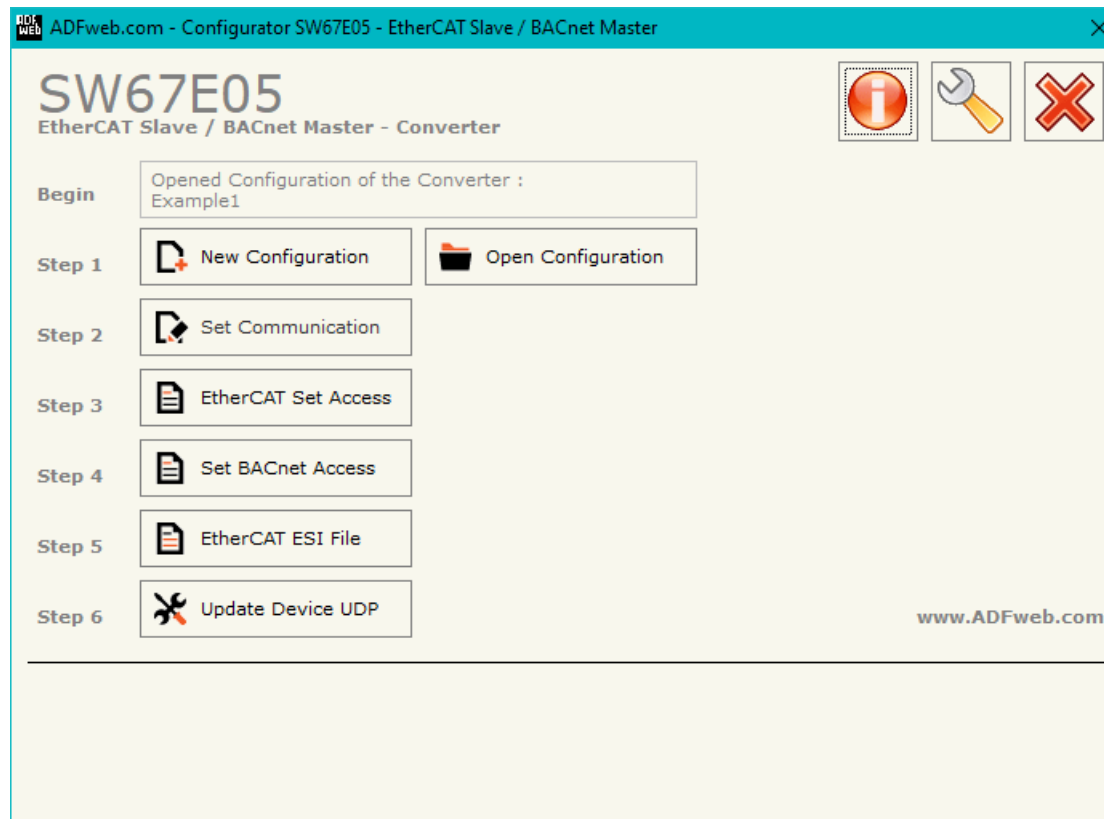 ADF WEB ADFweb.com - Configurator SW67E05 - EtherCAT Slave / BACnet Master
SW67E05
EtherCAT Slave / BACnet Master - Converter
Begin
Opened Configuration of the Converter :
Example1
Step 1
New Configuration
Open Configuration
Step 2
Set Communication
Step 3
EtherCAT Set Access
Step 4
Set BACnet Access
Step 5
EtherCAT ESI File
Step 6
Update Device UDP
www.ADFweb.com